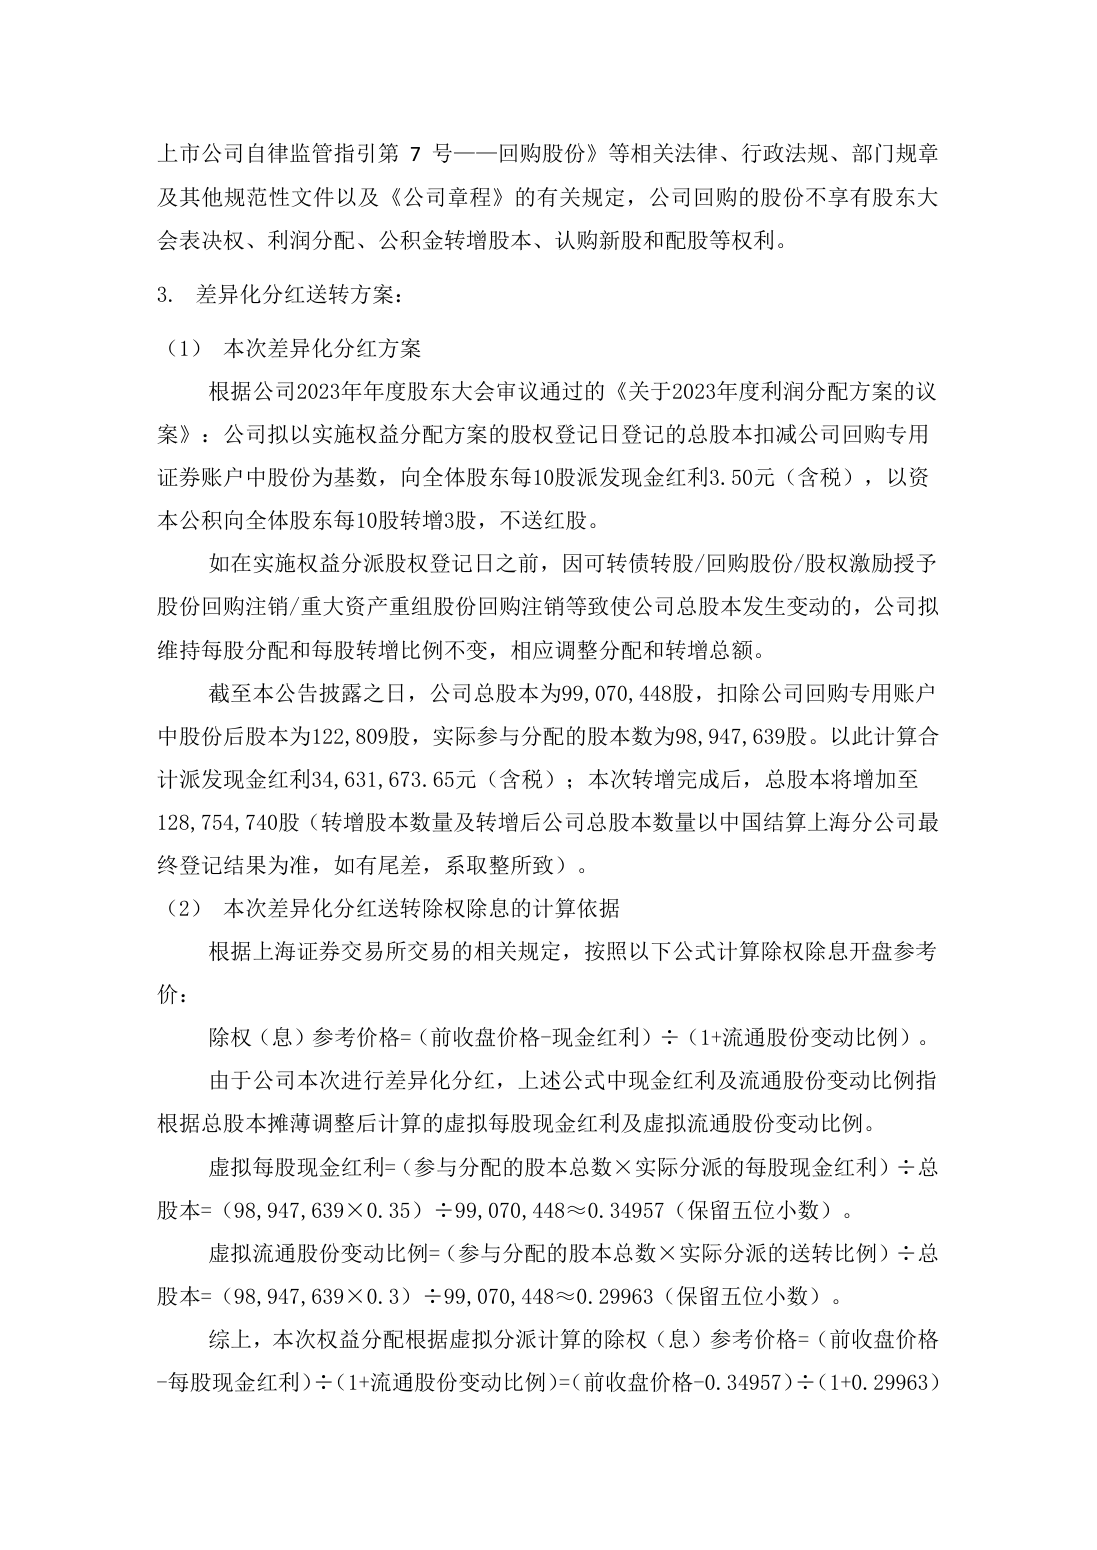 上市公司自律监管指引第 7 号——回购股份》等相关法律、行政法规、部门规章
及其他规范性文件以及《公司章程》的有关规定，公司回购的股份不享有股东大
会表决权、利润分配、公积金转增股本、认购新股和配股等权利。
3. 差异化分红送转方案：
（1） 本次差异化分红方案
根据公司2023年年度股东大会审议通过的《关于2023年度利润分配方案的议
案》：公司拟以实施权益分配方案的股权登记日登记的总股本扣减公司回购专用
证券账户中股份为基数，向全体股东每10股派发现金红利3.50元（含税），以资
本公积向全体股东每10股转增3股，不送红股。
如在实施权益分派股权登记日之前，因可转债转股/回购股份/股权激励授予
股份回购注销/重大资产重组股份回购注销等致使公司总股本发生变动的，公司拟
维持每股分配和每股转增比例不变，相应调整分配和转增总额。
截至本公告披露之日，公司总股本为99,070,448股，扣除公司回购专用账户
中股份后股本为122,809股，实际参与分配的股本数为98,947,639股。以此计算合
计派发现金红利34,631,673.65元（含税）；本次转增完成后，总股本将增加至
128,754,740股（转增股本数量及转增后公司总股本数量以中国结算上海分公司最
终登记结果为准，如有尾差，系取整所致）。
（2） 本次差异化分红送转除权除息的计算依据
根据上海证券交易所交易的相关规定，按照以下公式计算除权除息开盘参考
价：
除权（息）参考价格=（前收盘价格-现金红利）÷（1+流通股份变动比例）。
由于公司本次进行差异化分红，上述公式中现金红利及流通股份变动比例指
根据总股本摊薄调整后计算的虚拟每股现金红利及虚拟流通股份变动比例。
虚拟每股现金红利=（参与分配的股本总数×实际分派的每股现金红利）÷总
股本=（98,947,639×0.35）÷99,070,448≈0.34957（保留五位小数）。
虚拟流通股份变动比例=（参与分配的股本总数×实际分派的送转比例）÷总
股本=（98,947,639×0.3）÷99,070,448≈0.29963（保留五位小数）。
综上，本次权益分配根据虚拟分派计算的除权（息）参考价格=（前收盘价格
-每股现金红利)÷(1+流通股份变动比例)=(前收盘价格-0.34957)÷(1+0.29963)